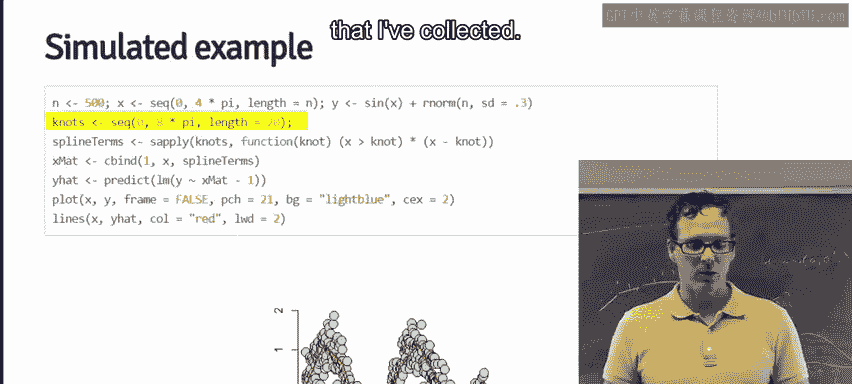 that I've collected.
Simulated example
n <- 500; x <- seq(0, 4 * pi, length = n); y <- sin(x) + rnorm(n, sd = .3)
knots <- seq(0, 8 * pi, length = 20);
splineTerms <- sapply(knots, function(knot) (x > knot) * (x - knot))
xMat <- cbind(1, x, splineTerms)
yhat <- predict(lm(y ~ xMat - 1))
plot(x, y, frame = FALSE, pch = 21, bg = "lightblue", cex = 2)
lines(x, yhat, col = "red", lwd = 2)
2
1